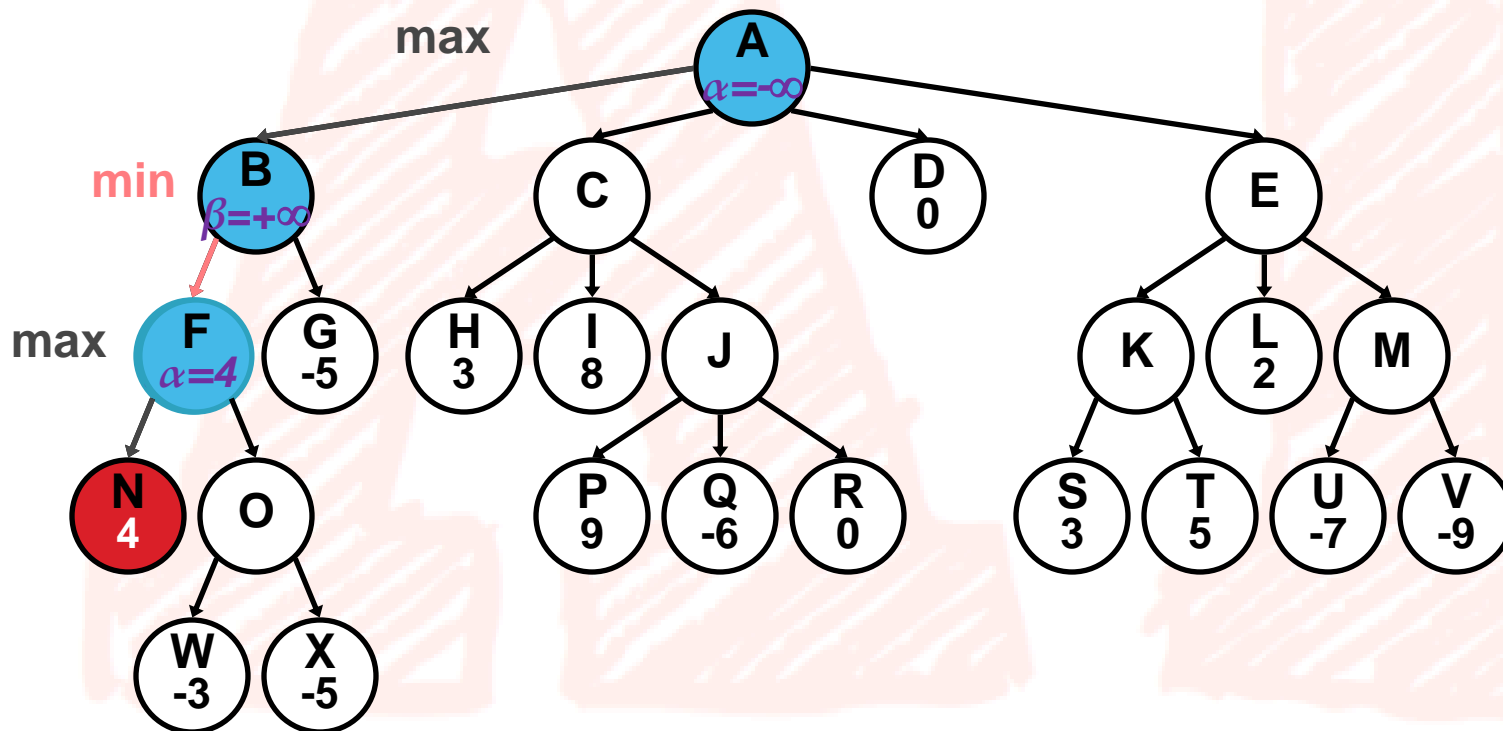 max
A
α=-∞
min
B
β=+∞
C
D
0
E
max
F
α=4
G
-5
H
3
I
8
J
K
L
2
M
N
4
O
P
9
Q
-6
R
0
S
3
T
5
U
-7
V
-9
W
-3
X
-5